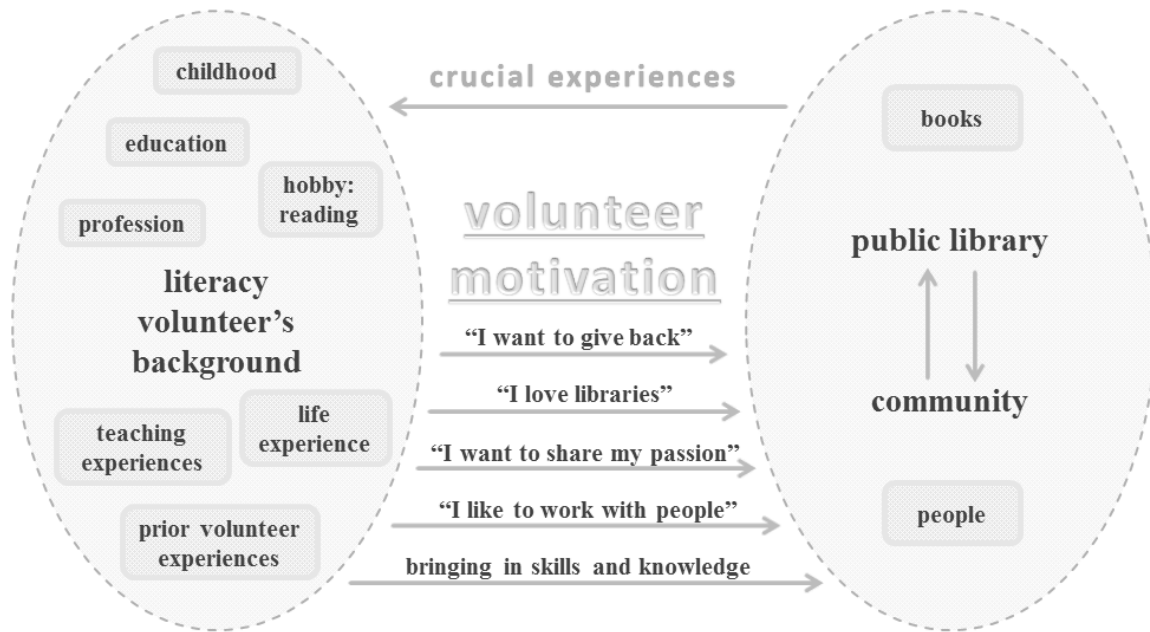 childhood
education
hobby:
reading
profession
literacy
volunteer’s
background
life
experience
teaching
experiences
prior volunteer
experiences
crucial experiences
volunteer
motivation
“I want to give back”
“I love libraries”
“I want to share my passion”
“I like to work with people”
bringing in skills and knowledge
books
public library
community
people